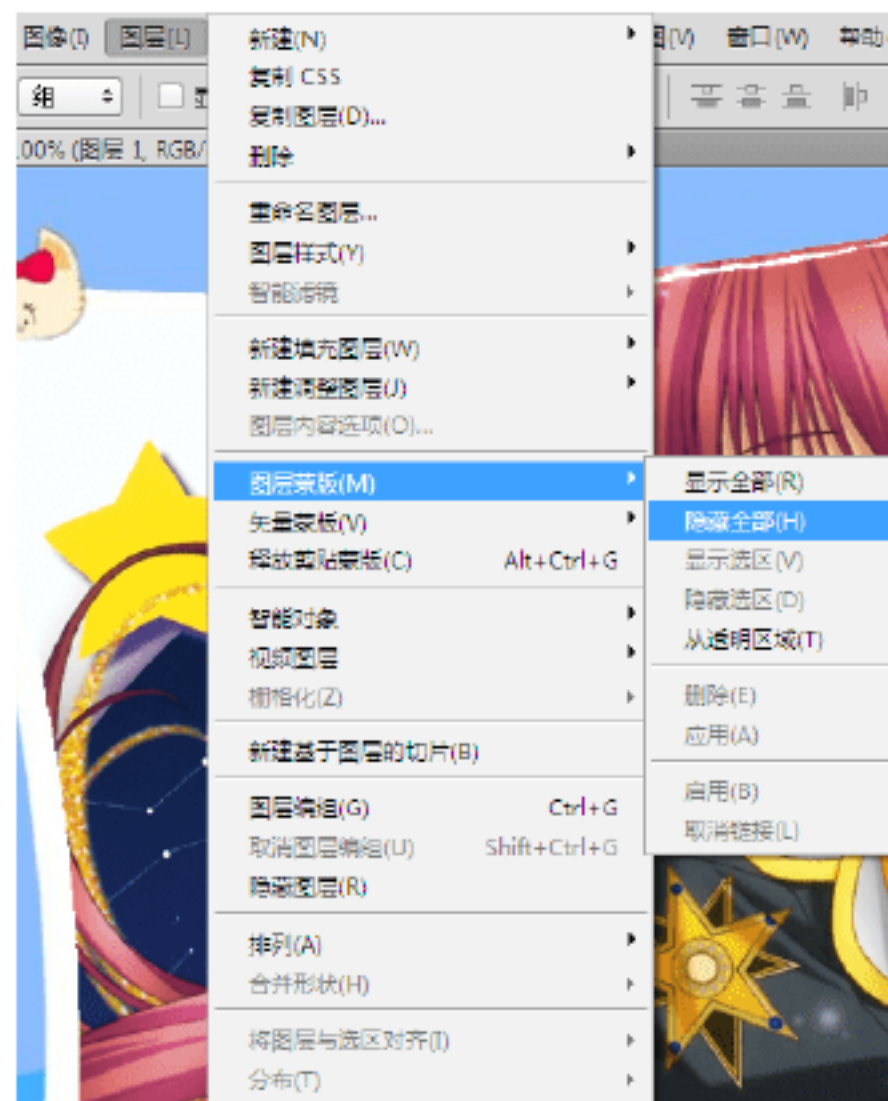 图像(I) 图层(L) 图(V) 窗口(W) 帮助
组
100% (图层 1, RGB/
新建(N)
复制 CSS
复制图层(D)...
删除
重命名图层...
图层样式(Y)
智能滤镜
新建填充图层(W)
新建调整图层(J)
图层内容选项(O)...
图层蒙版(M)
矢量蒙板(V)
释放剪贴蒙版(C) Alt+Ctrl+G
智能对象
视频图层
栅格化(Z)
新建基于图层的切片(B)
图层编组(G) Ctrl+G
取消图层编组(U) Shift+Ctrl+G
隐藏图层(R)
排列(A)
合并形状(H)
将图层与选区对齐(I)
分布(T)
显示全部(R)
隐藏全部(H)
显示选区(V)
隐藏选区(D)
从透明区域(T)
删除(E)
应用(A)
启用(B)
取消链接(L)